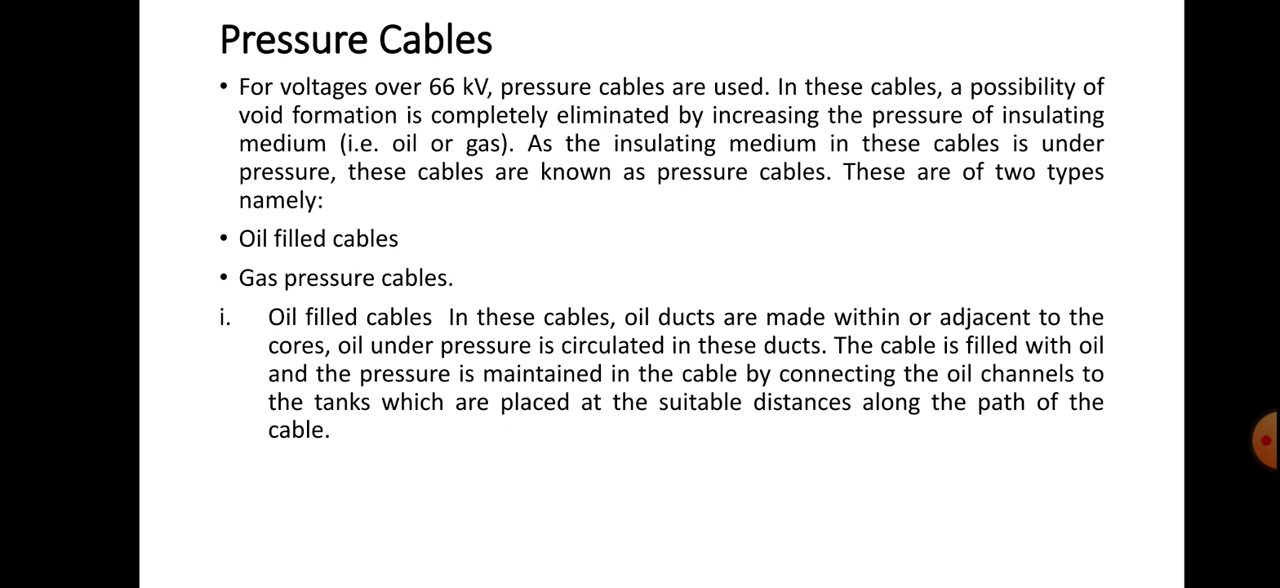 Pressure Cables
• For voltages over 66 kV, pressure cables are used. In these cables, a possibility of
void formation is completely eliminated by increasing the pressure of insulating
medium (i.e. oil or gas). As the insulating medium in these cables is under
pressure, these cables are known as pressure cables. These are of two types
namely:
• Oil filled cables
• Gas pressure cables.
i. Oil filled cables In these cables, oil ducts are made within or adjacent to the
cores, oil under pressure is circulated in these ducts. The cable is filled with oil
and the pressure is maintained in the cable by connecting the oil channels to
the tanks which are placed at the suitable distances along the path of the
cable.